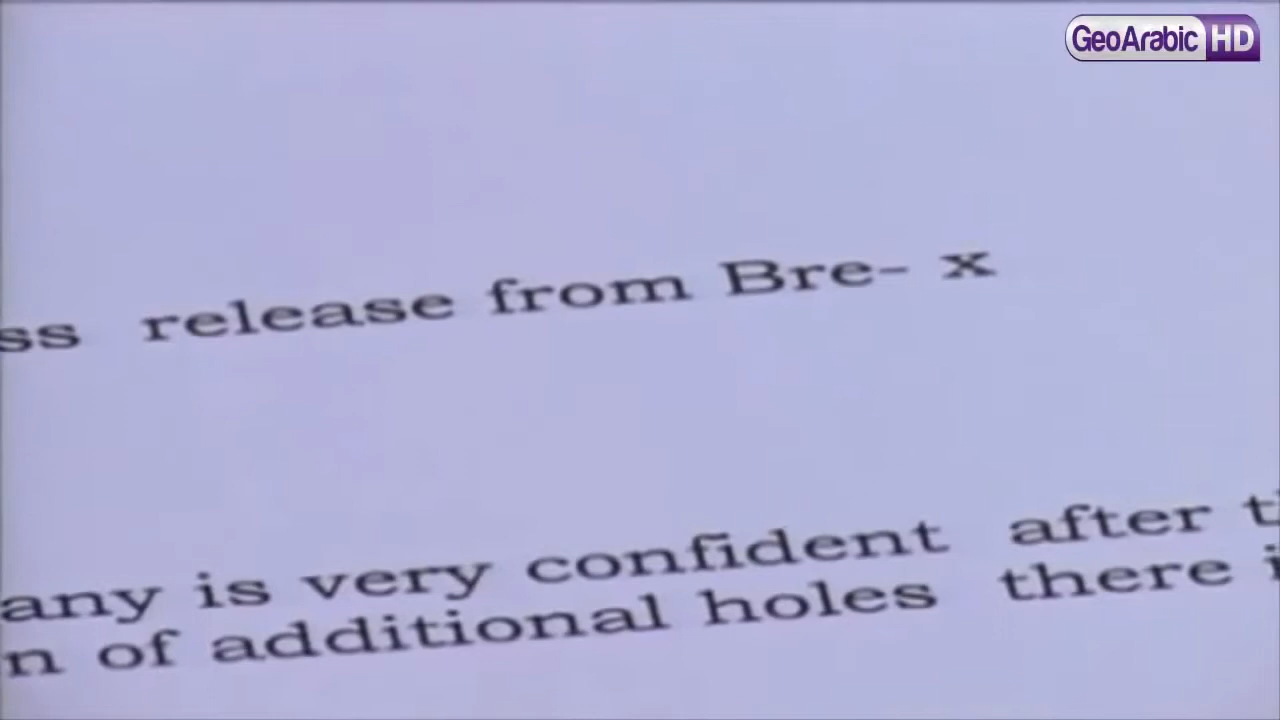 GeoArabic HD
ss release from Bre- x
any is very confident after t
n of additional holes there i